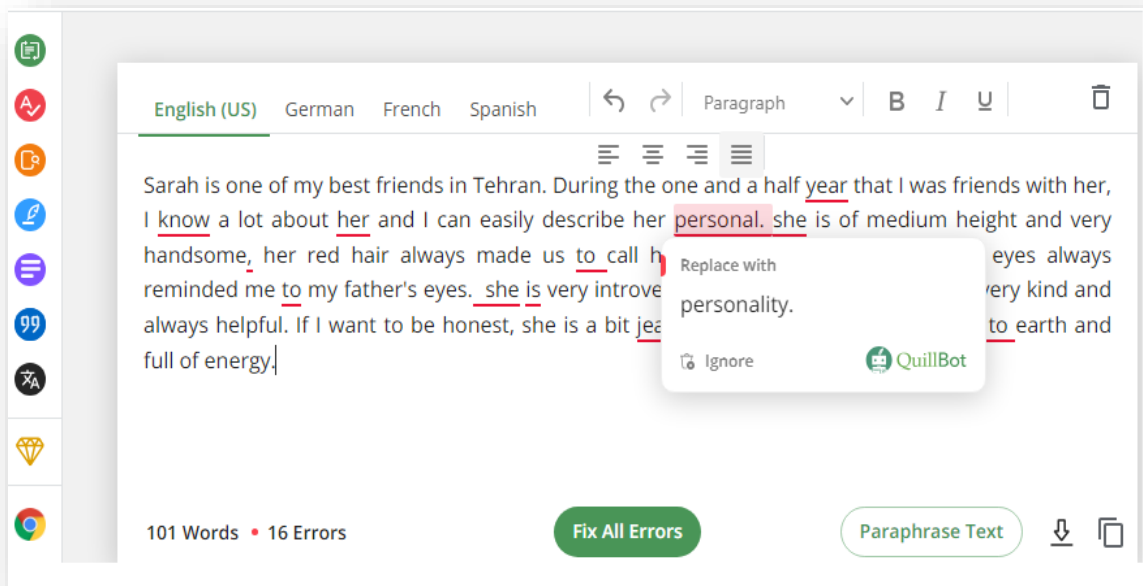 English (US) German French Spanish Paragraph B I U
Sarah is one of my best friends in Tehran. During the one and a half year that I was friends with her,
I know a lot about her and I can easily describe her personal. she is of medium height and very
handsome, her red hair always made us to call h eyes always
reminded me to my father's eyes. she is very introve very kind and
always helpful. If I want to be honest, she is a bit jea to earth and
full of energy.
Replace with
personality.
Ignore QuillBot
101 Words • 16 Errors Fix All Errors Paraphrase Text